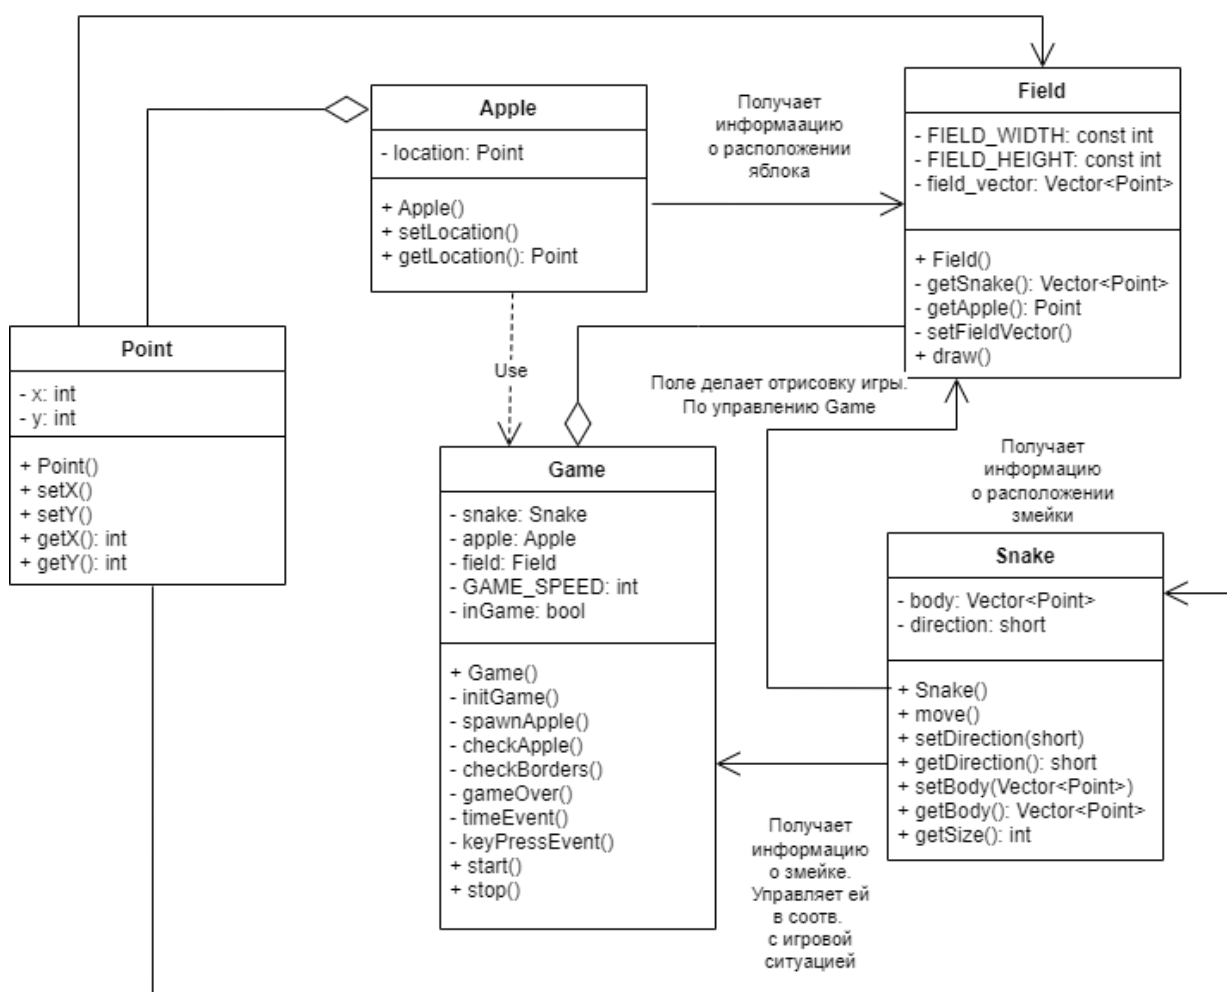 Apple
- location: Point
+ Apple()
+ setLocation()
+ getLocation(): Point
Получает
информаацию
о расположении
яблока
Field
- FIELD_WIDTH: const int
- FIELD_HEIGHT: const int
- field_vector: Vector<Point>
+ Field()
- getSnake(): Vector<Point>
- getApple(): Point
- setFieldVector()
+ draw()
Point
- x: int
- y: int
+ Point()
+ setX()
+ setY()
+ getX(): int
+ getY(): int
Use
Поле делает отрисовку игры.
По управлению Game
Game
- snake: Snake
- apple: Apple
- field: Field
- GAME_SPEED: int
- inGame: bool
+ Game()
- initGame()
- spawnApple()
- checkApple()
- checkBorders()
- gameOver()
- timeEvent()
- keyPressEvent()
+ start()
+ stop()
Получает
информацию
о расположении
змейки
Snake
- body: Vector<Point>
- direction: short
+ Snake()
+ move()
+ setDirection(short)
+ getDirection(): short
+ setBody(Vector<Point>)
+ getBody(): Vector<Point>
+ getSize(): int
Получает
информацию
о змейке.
Управляет ей
в соотв.
с игровой
ситуацией